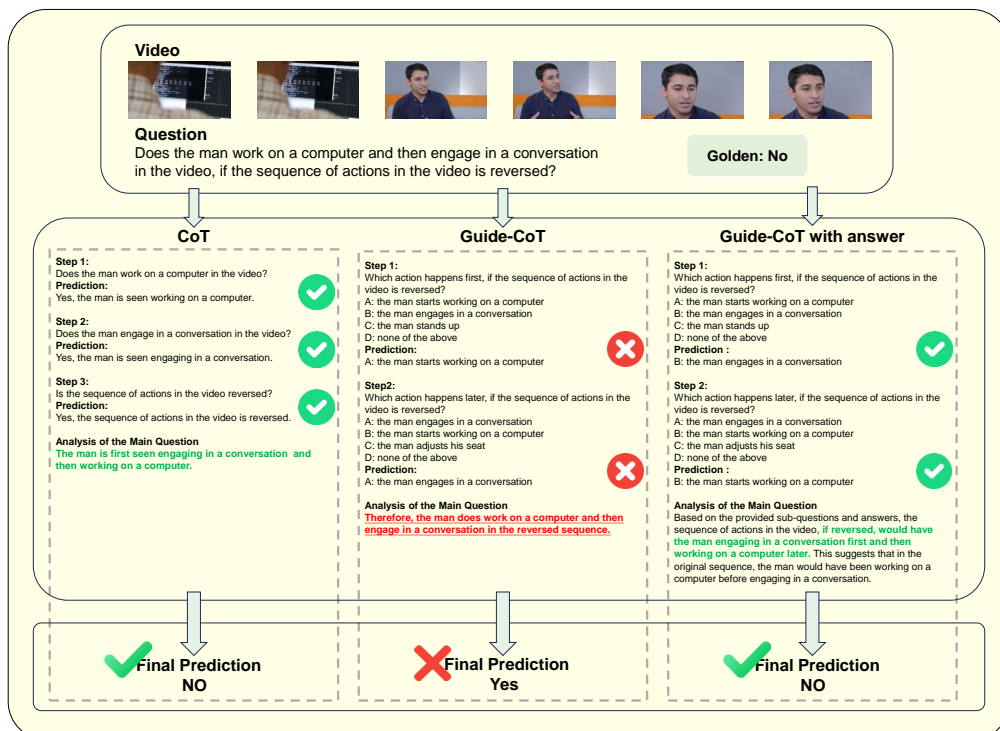 Video
Question
Does the man work on a computer and then engage in a conversation
in the video, if the sequence of actions in the video is reversed?
Golden: No
CoT
Step 1:
Does the man work on a computer in the video?
Prediction:
Yes, the man is seen working on a computer.
Step 2:
Does the man engage in a conversation in the video?
Prediction:
Yes, the man is seen engaging in a conversation.
Step 3:
Is the sequence of actions in the video reversed?
Prediction:
Yes, the sequence of actions in the video is reversed.
Analysis of the Main Question
The man is first seen engaging in a conversation and
then working on a computer.
Final Prediction
NO
Guide-CoT
Step 1:
Which action happens first, if the sequence of actions in the
video is reversed?
A: the man starts working on a computer
B: the man engages in a conversation
C: the man stands up
D: none of the above
Prediction:
A: the man starts working on a computer
Step2:
Which action happens later, if the sequence of actions in the
video is reversed?
A: the man engages in a conversation
B: the man starts working on a computer
C: the man adjusts his seat
D: none of the above
Prediction:
A: the man engages in a conversation
Analysis of the Main Question
Therefore, the man does work on a computer and then
engage in a conversation in the reversed sequence.
Final Prediction
Yes
Guide-CoT with answer
Step 1:
Which action happens first, if the sequence of actions in the
video is reversed?
A: the man starts working on a computer
B: the man engages in a conversation
C: the man stands up
D: none of the above
Prediction :
B: the man engages in a conversation
Step 2:
Which action happens later, if the sequence of actions in the
video is reversed?
A: the man engages in a conversation
B: the man starts working on a computer
C: the man adjusts his seat
D: none of the above
Prediction :
B: the man starts working on a computer
Analysis of the Main Question
Based on the provided sub-questions and answers, the
sequence of actions in the video, if reversed, would have
the man engaging in a conversation first and then
working on a computer later. This suggests that in the
original sequence, the man would have been working on a
computer before engaging in a conversation.
Final Prediction
NO